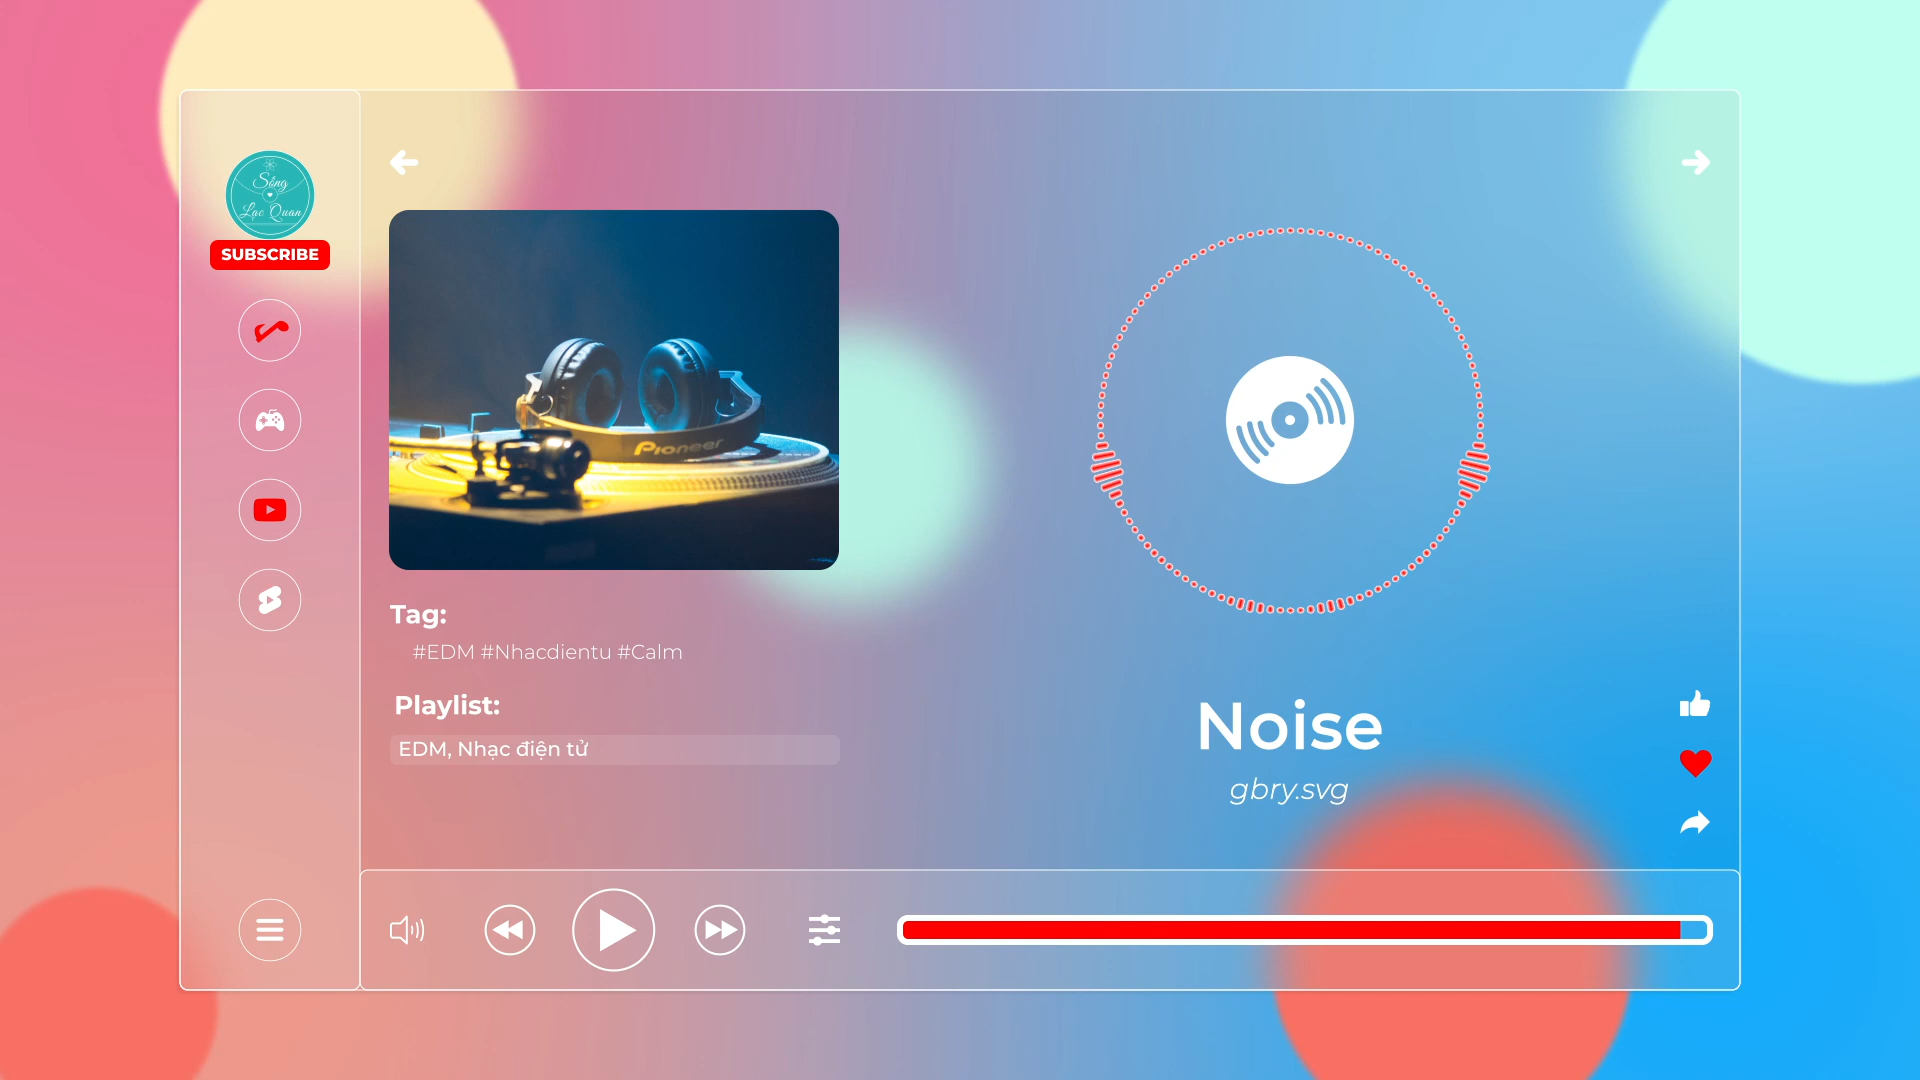 Sống
Lạc Quan
SUBSCRIBE
Pioneer
Tag:
#EDM #Nhacdientu #Calm
Playlist:
EDM, Nhạc điện tử
Noise
gbry.svg